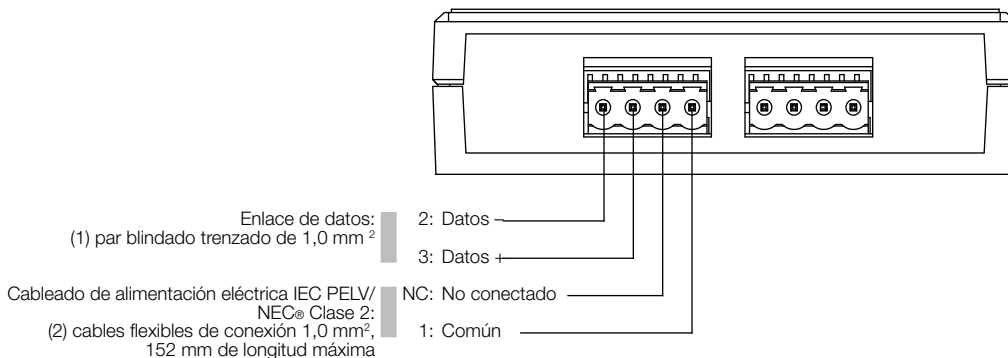 Enlace de datos:
(1) par blindado trenzado de 1,0 mm ²
2: Datos –
3: Datos +
Cableado de alimentación eléctrica IEC PELV/
NEC® Clase 2:
(2) cables flexibles de conexión 1,0 mm²,
152 mm de longitud máxima
NC: No conectado
1: Común